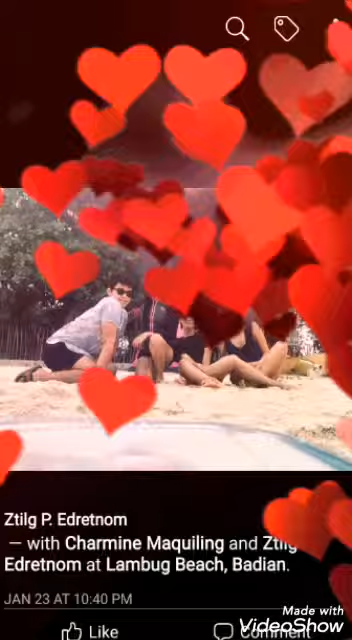 Ztilg P. Edretnom
— with Charmine Maquiling and Ztilg
Edretnom at Lambug Beach, Badian.
JAN 23 AT 10:40 PM
Like
Comment
Made with
VideoShow